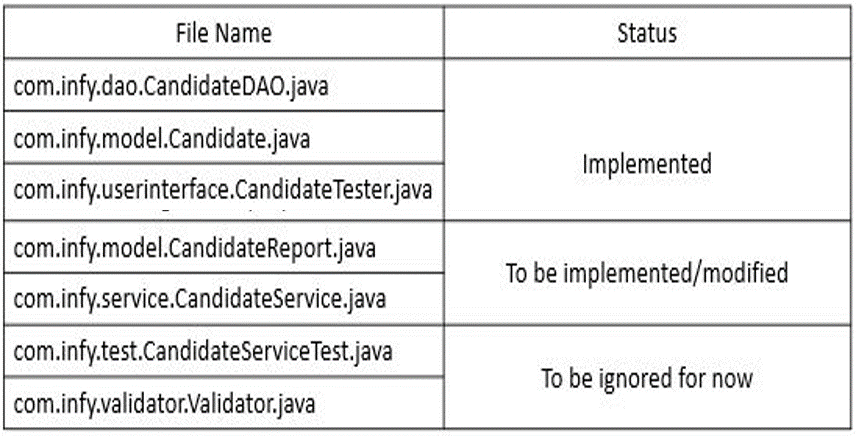 File Name Status
com.infy.dao.CandidateDAO.java
com.infy.model.Candidate.java
Implemented
com.infy.userinterface.CandidateTester.java
com.infy.model.CandidateReport.java
To be implemented/modified
com.infy.service.CandidateService.java
com.infy.test.CandidateServiceTest.java
To be ignored for now
com.infy.validator.Validator.java